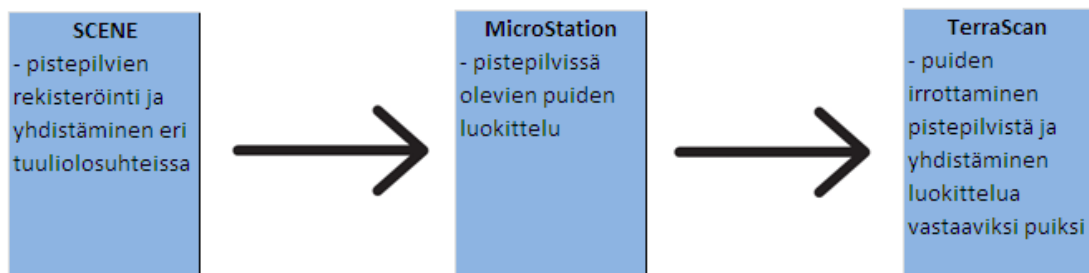 SCENE
- pistepilvien
rekisteröinti ja
yhdistäminen eri
tuuliolosuhteissa
MicroStation
- pistepilvissä
olevien puiden
luokittelu
TerraScan
- puiden
irrottaminen
pistepilvistä ja
yhdistäminen
luokittelua
vastaaviksi puiksi